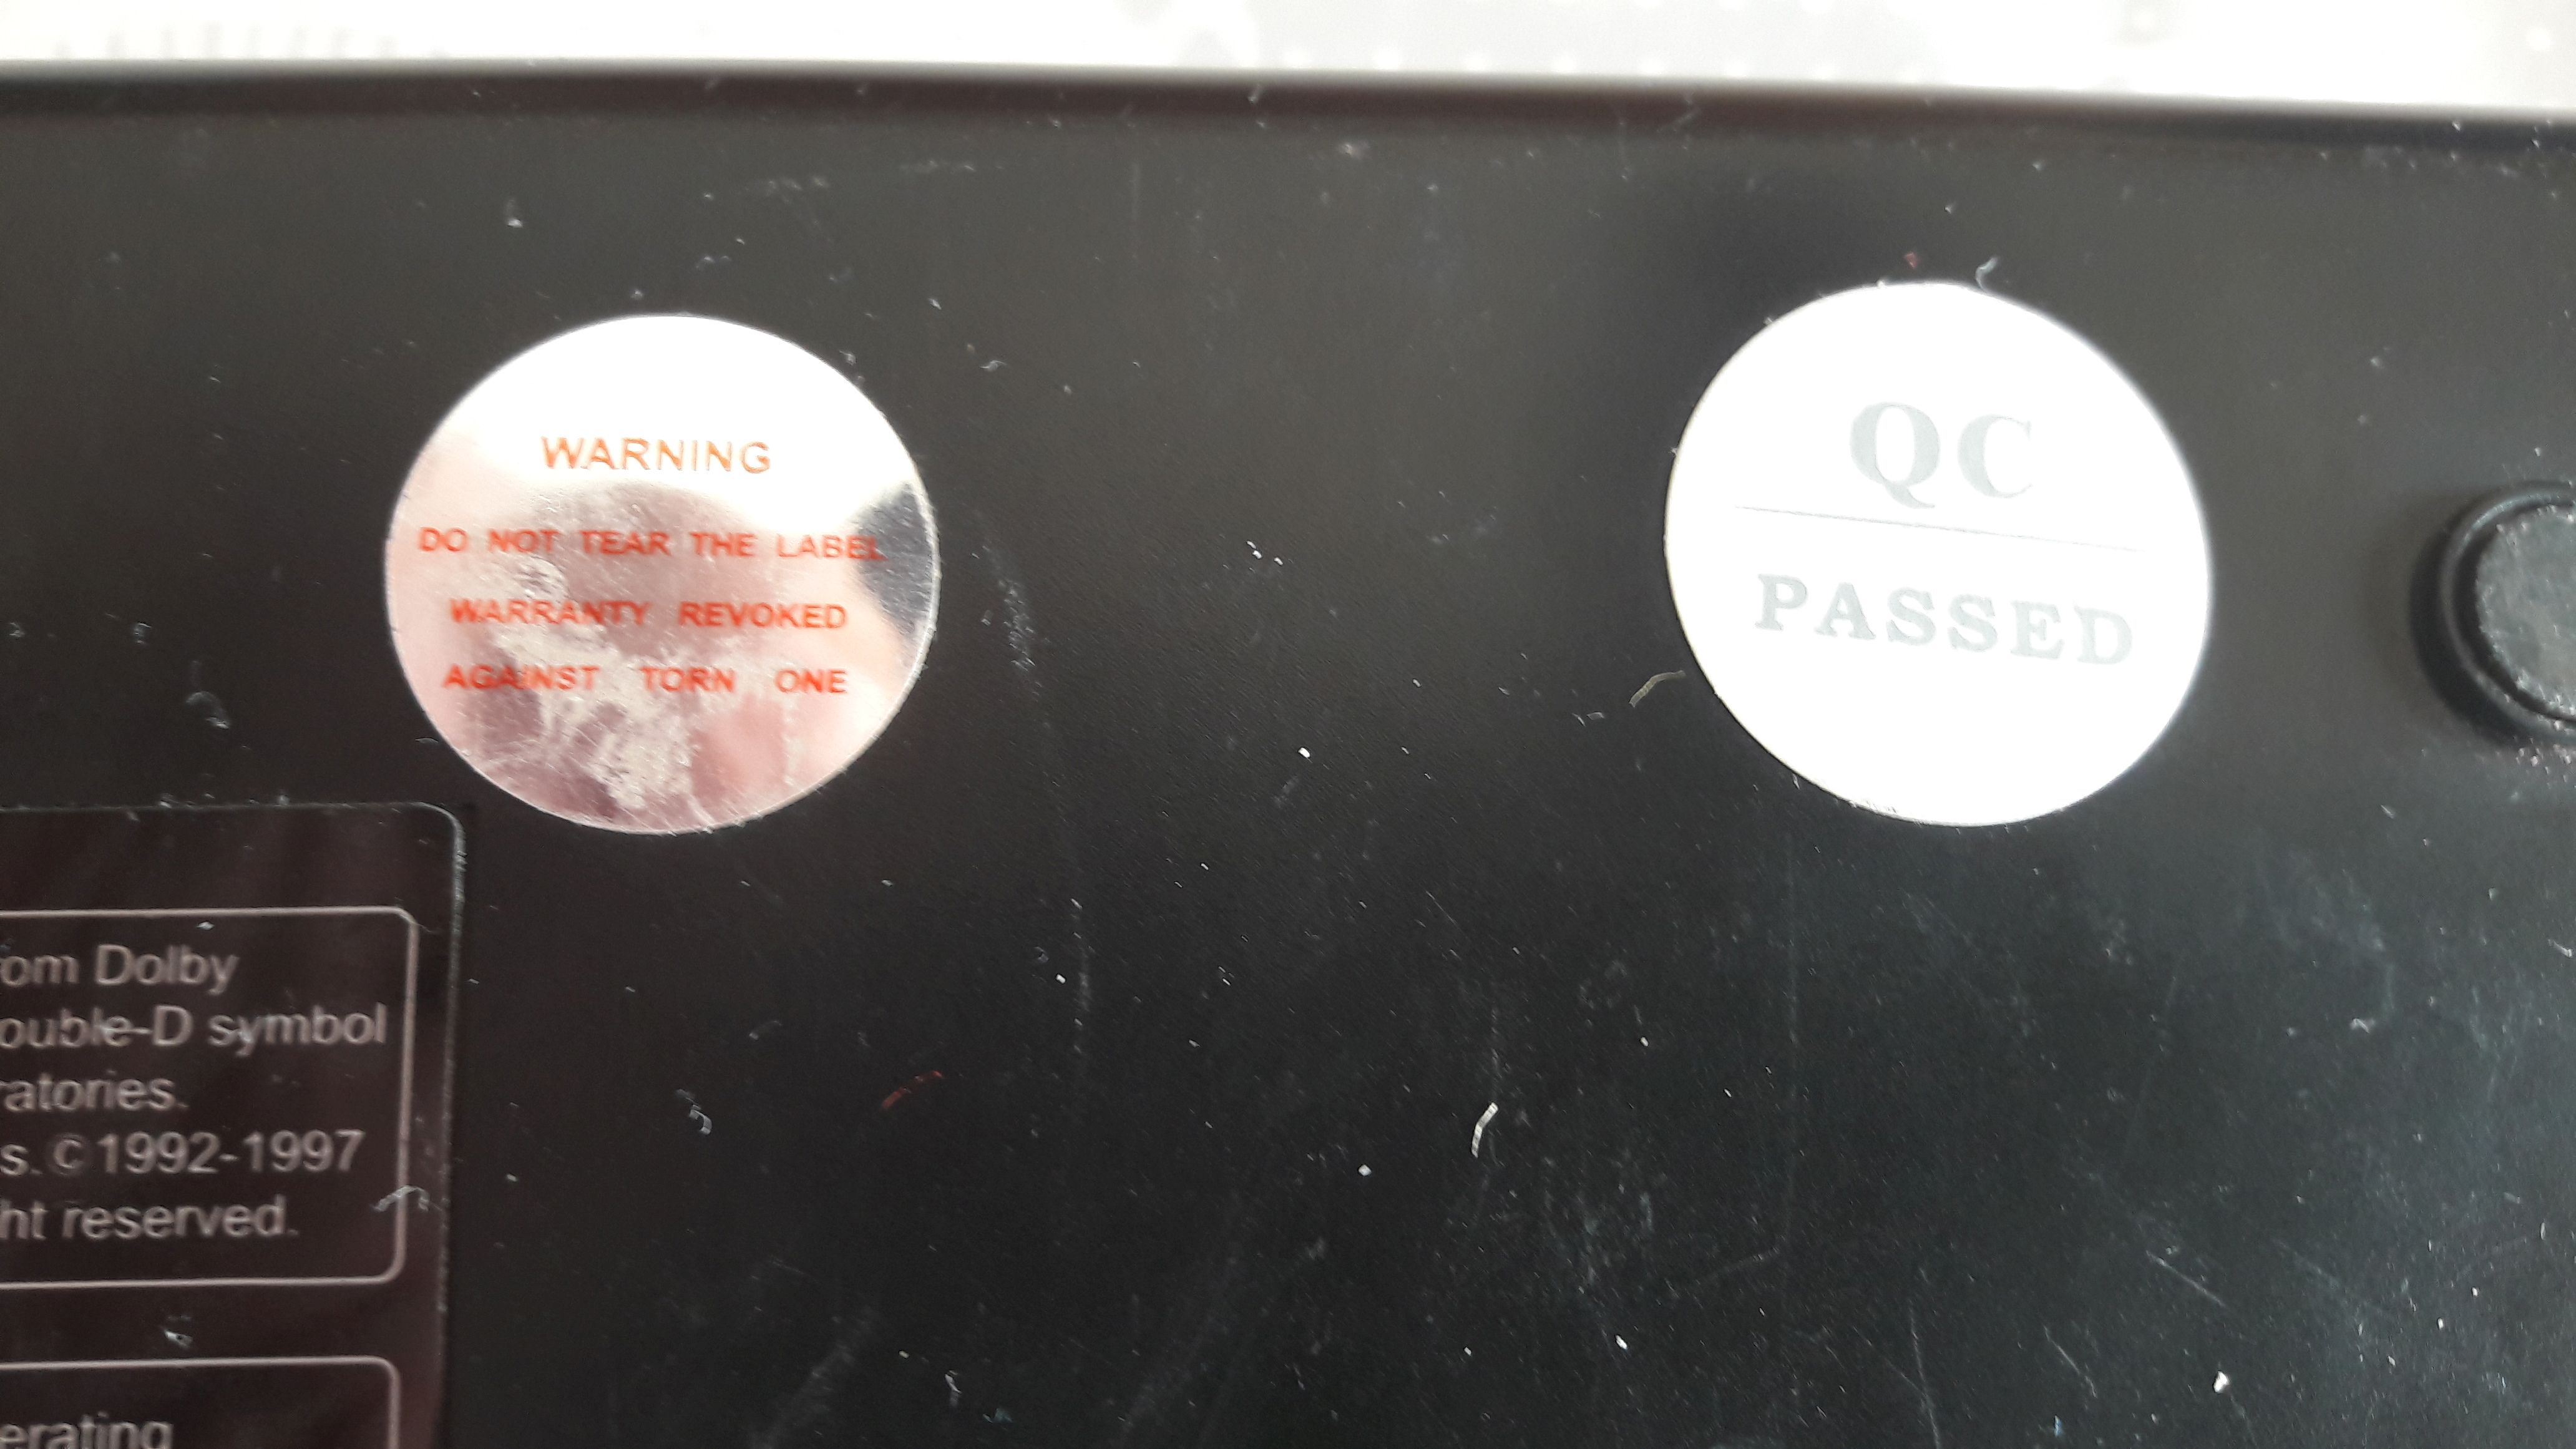 WARNING
DO NOT TEAR THE LABEL
WARRANTY REVOKED
AGAINST TORN ONE
QC
PASSED
om Dolby
ouble-D symbol
ratories.
s. ©1992-1997
ht reserved.
erating